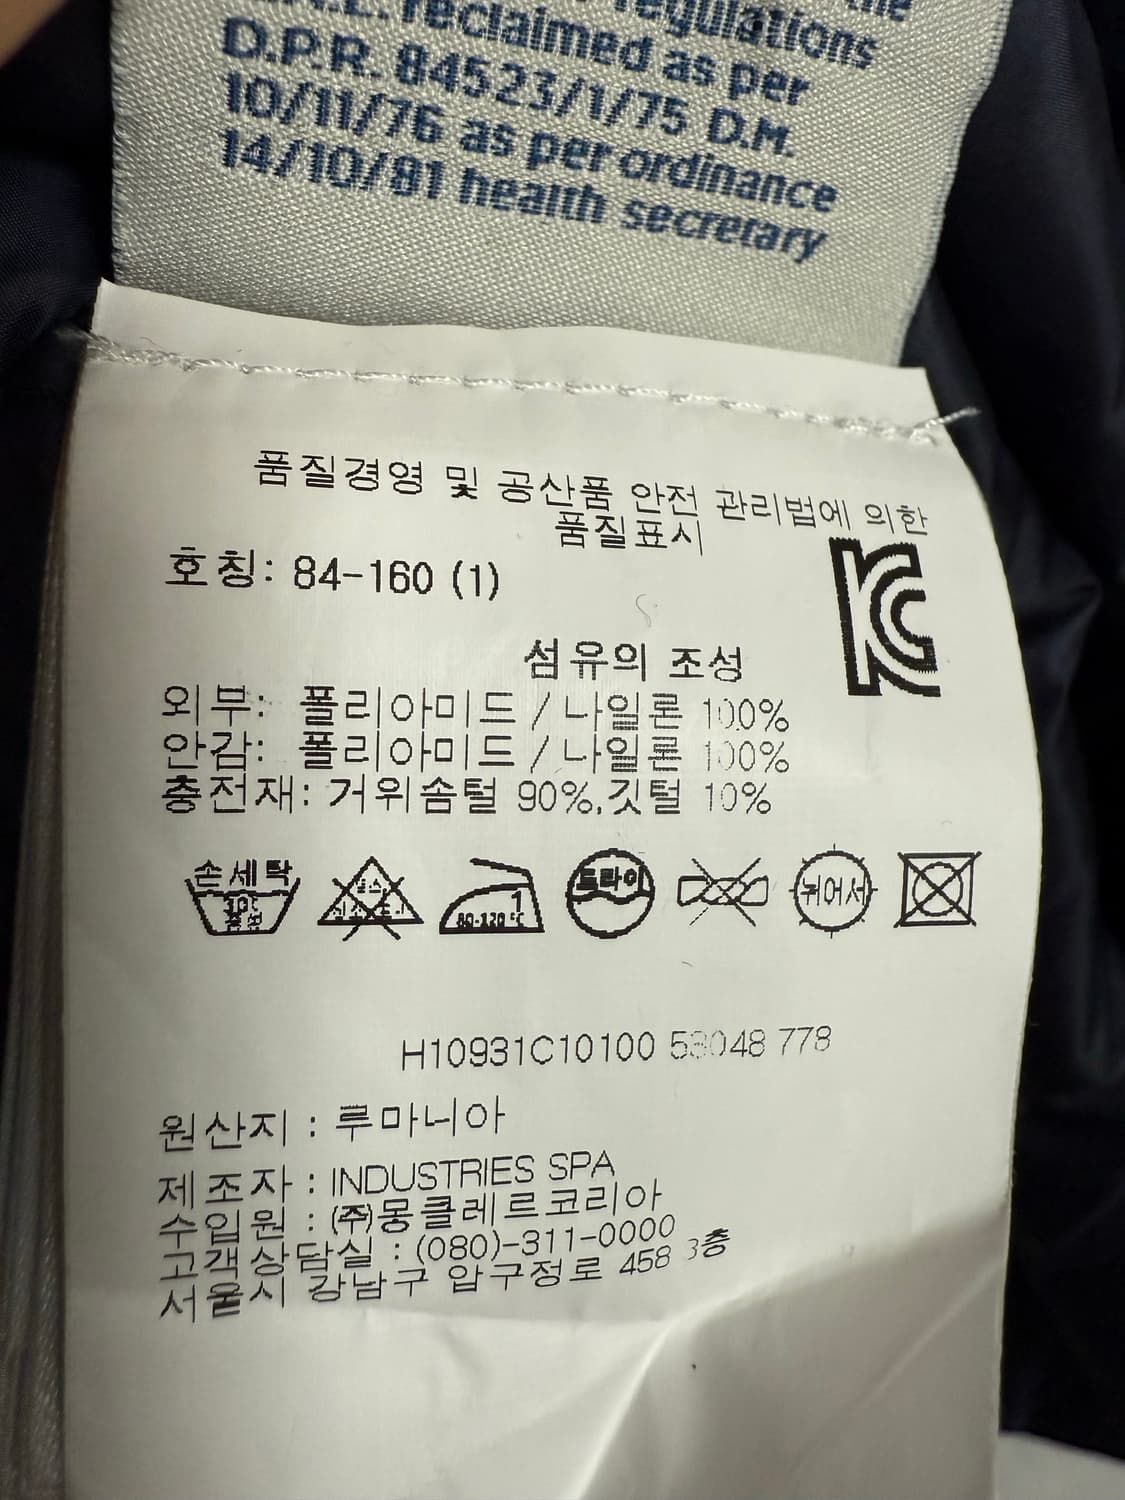 the
regulations
reclaimed as per
D.P.R. 84523/1/75 D.M.
10/11/76 as per ordinance
14/10/81 health secretary
품질경영 및 공산품 안전 관리법에 의한
품질표시
호칭: 84-160 (1)
섬유의 조성
외부: 폴리아미드 / 나일론 100%
안감: 폴리아미드 / 나일론 100%
충전재: 거위솜털 90%,깃털 10%
손세탁 30℃ 중성 80-120℃ 드라이 뉘어서
H10931C10100 53048 778
원산지 : 루마니아
제조자 : INDUSTRIES SPA
수입원 : (주)몽클레르코리아
고객상담실 : (080)-311-0000
서울시 강남구 압구정로 458 3층